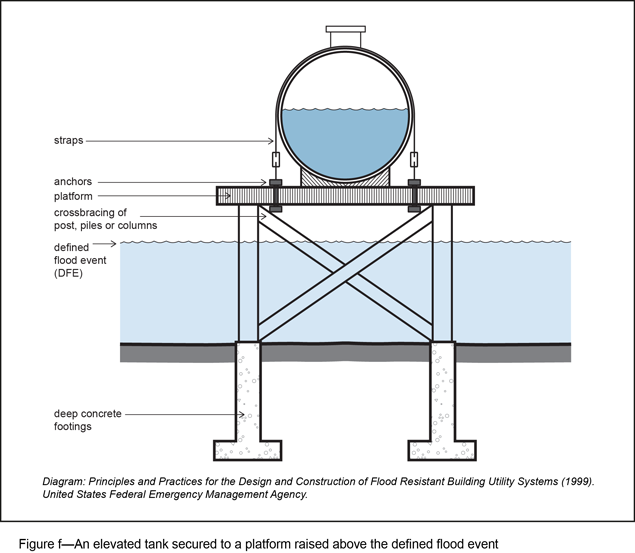 straps
anchors
platform
crossbracing of
post, piles or columns
defined
flood event
(DFE)
deep concrete
footings
Diagram: Principles and Practices for the Design and Construction of Flood Resistant Building Utility Systems (1999).
United States Federal Emergency Management Agency.
Figure f—An elevated tank secured to a platform raised above the defined flood event